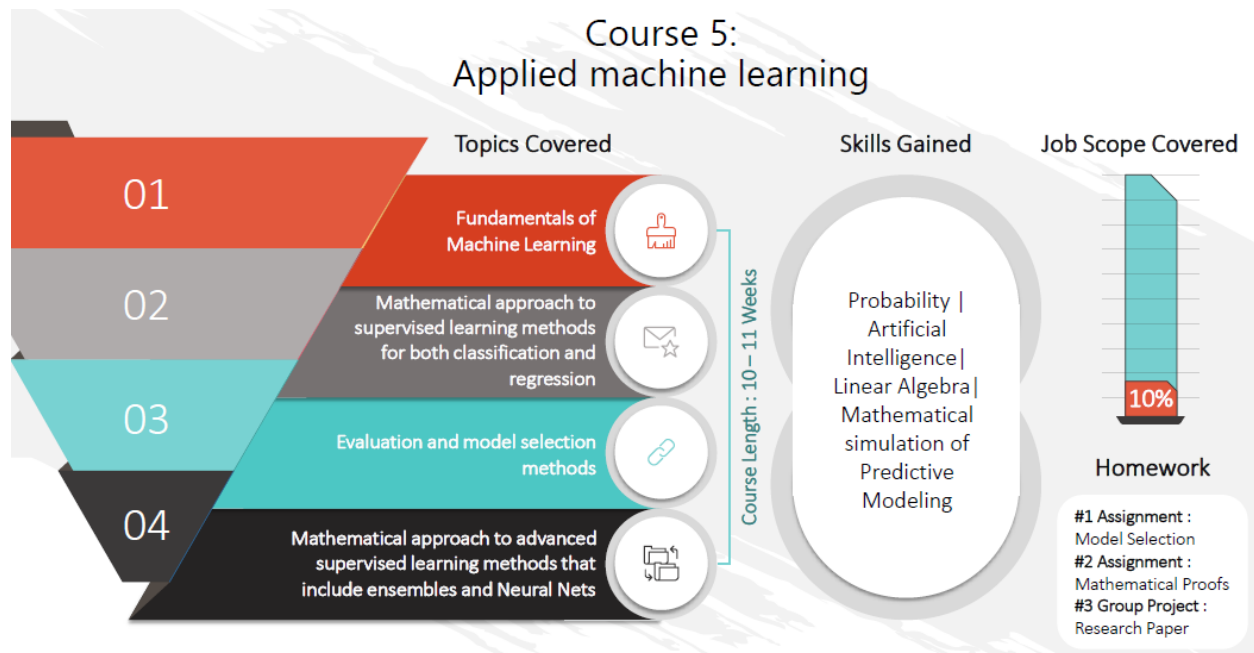 Course 5:
Applied machine learning
Topics Covered
01
Fundamentals of
Machine Learning
02
Mathematical approach to
supervised learning methods
for both classification and
regression
03
Evaluation and model selection
methods
04
Mathematical approach to advanced
supervised learning methods that
include ensembles and Neural Nets
Course Length : 10 – 11 Weeks
Skills Gained
Probability |
Artificial
Intelligence|
Linear Algebra|
Mathematical
simulation of
Predictive
Modeling
Job Scope Covered
10%
Homework
#1 Assignment :
Model Selection
#2 Assignment :
Mathematical Proofs
#3 Group Project :
Research Paper